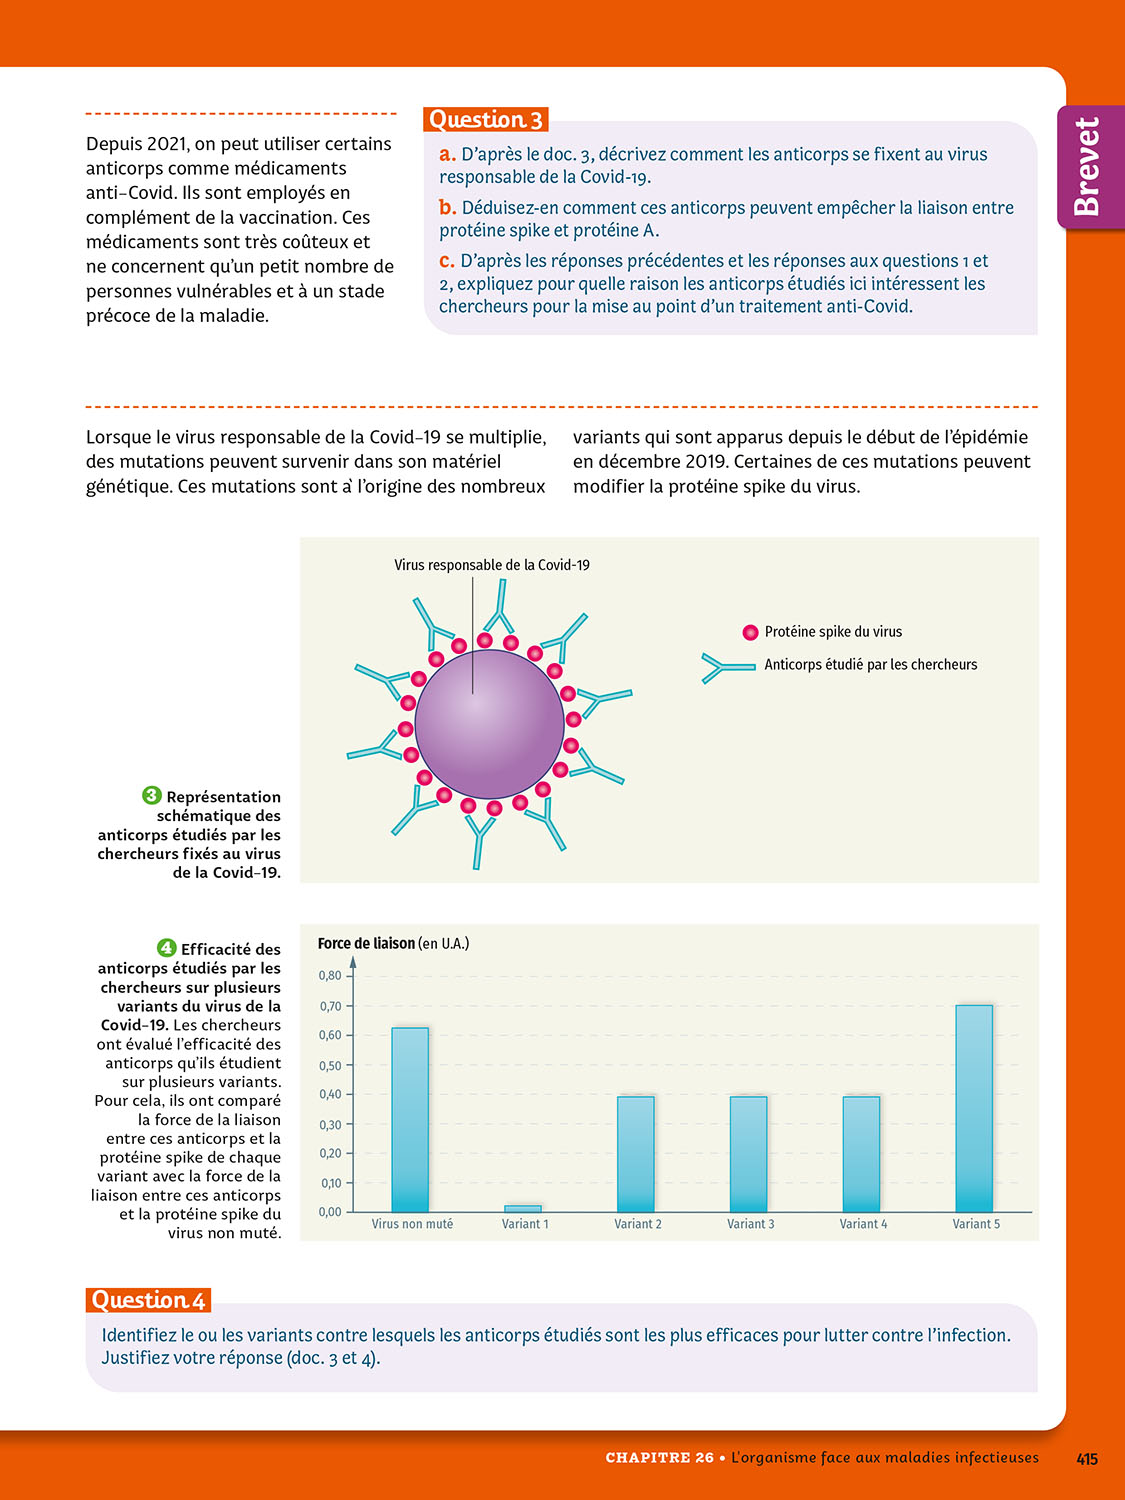 Depuis 2021, on peut utiliser certains
anticorps comme médicaments
anti-Covid. Ils sont employés en
complément de la vaccination. Ces
médicaments sont très coûteux et
ne concernent qu'un petit nombre de
personnes vulnérables et à un stade
précoce de la maladie.
Question 3
a. D'après le doc. 3, décrivez comment les anticorps se fixent au virus
responsable de la Covid-19.
b. Déduisez-en comment ces anticorps peuvent empêcher la liaison entre
protéine spike et protéine A.
c. D'après les réponses précédentes et les réponses aux questions 1 et
2, expliquez pour quelle raison les anticorps étudiés ici intéressent les
chercheurs pour la mise au point d'un traitement anti-Covid.
Brevet
Lorsque le virus responsable de la Covid-19 se multiplie,
des mutations peuvent survenir dans son matériel
génétique. Ces mutations sont à l'origine des nombreux
variants qui sont apparus depuis le début de l'épidémie
en décembre 2019. Certaines de ces mutations peuvent
modifier la protéine spike du virus.
Virus responsable de la Covid-19
Protéine spike du virus
Anticorps étudié par les chercheurs
3 Représentation
schématique des
anticorps étudiés par les
chercheurs fixés au virus
de la Covid-19.
4 Efficacité des
anticorps étudiés par les
chercheurs sur plusieurs
variants du virus de la
Covid-19. Les chercheurs
ont évalué l'efficacité des
anticorps qu'ils étudient
sur plusieurs variants.
Pour cela, ils ont comparé
la force de la liaison
entre ces anticorps et la
protéine spike de chaque
variant avec la force de la
liaison entre ces anticorps
et la protéine spike du
virus non muté.
Force de liaison (en U.A.)
0,80
0,70
0,60
0,50
0,40
0,30
0,20
0,10
0,00
Virus non muté Variant 1 Variant 2 Variant 3 Variant 4 Variant 5
Question 4
Identifiez le ou les variants contre lesquels les anticorps étudiés sont les plus efficaces pour lutter contre l'infection.
Justifiez votre réponse (doc. 3 et 4).
CHAPITRE 26 • L'organisme face aux maladies infectieuses 415